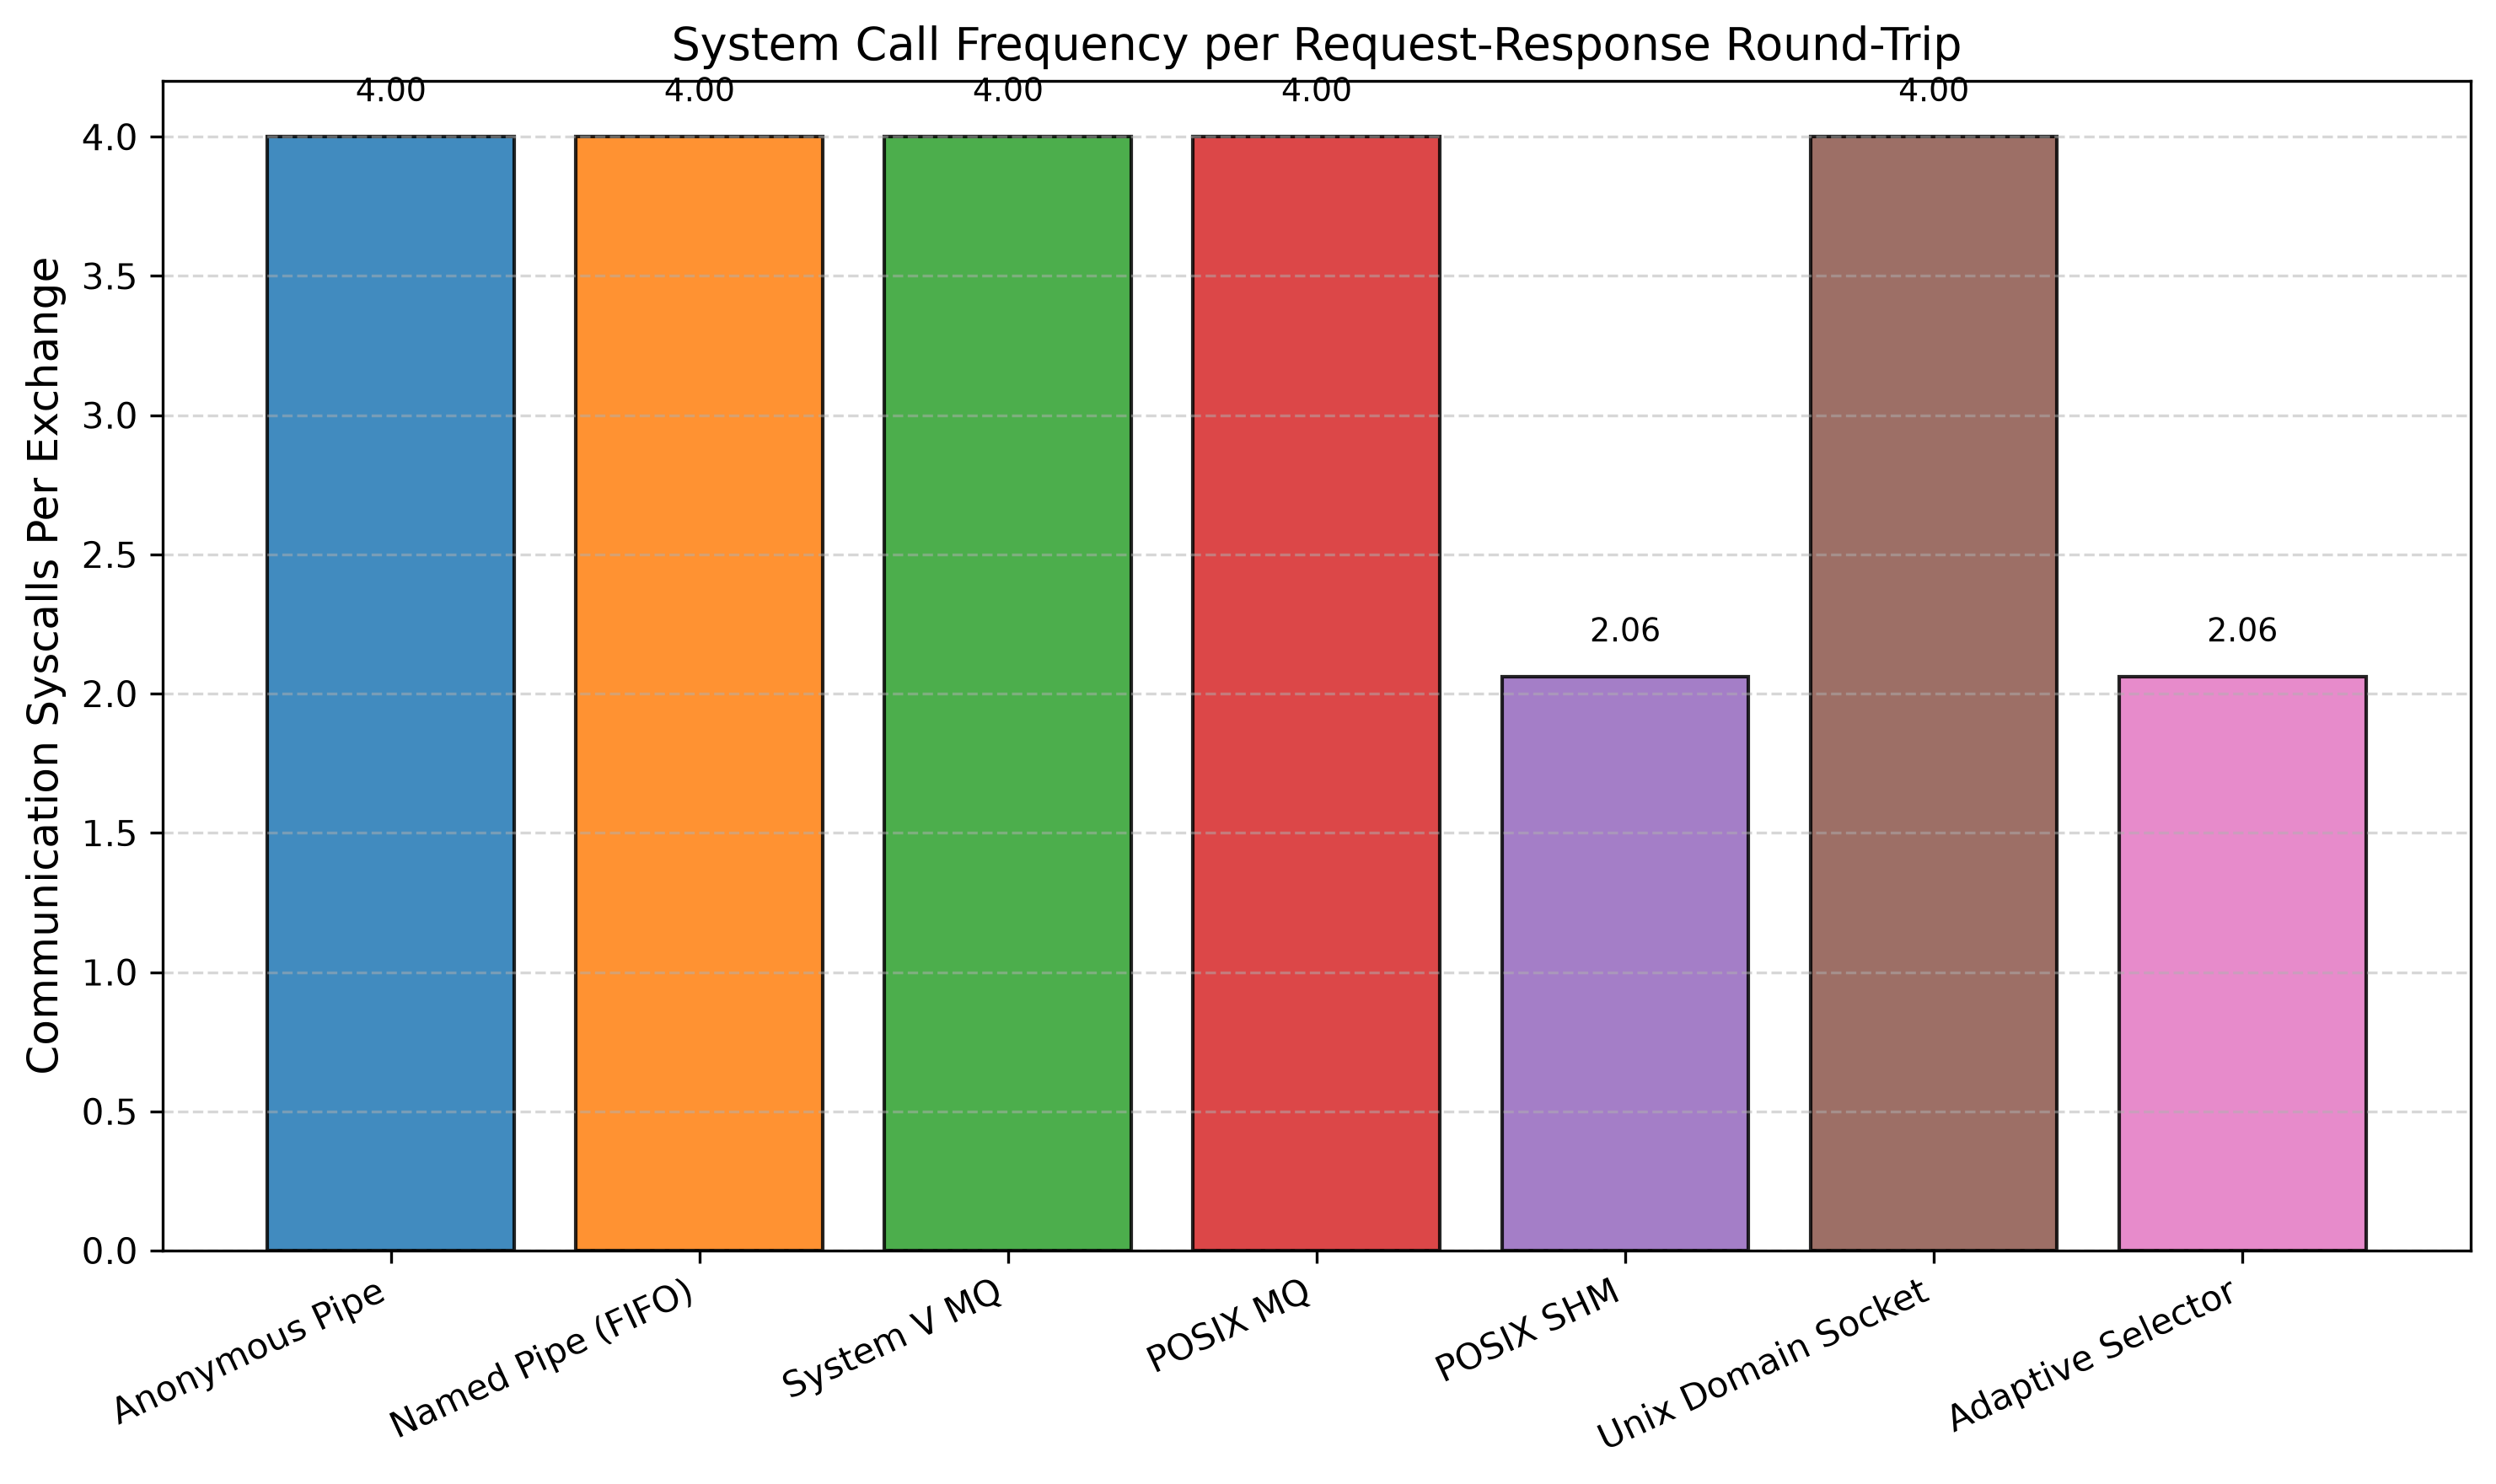 System Call Frequency per Request-Response Round-Trip
4.00 4.00 4.00 4.00 4.00
2.06 2.06
Communication Syscalls Per Exchange
4.0
3.5
3.0
2.5
2.0
1.5
1.0
0.5
0.0
Anonymous Pipe
Named Pipe (FIFO)
System V MQ
POSIX MQ
POSIX SHM
Unix Domain Socket
Adaptive Selector